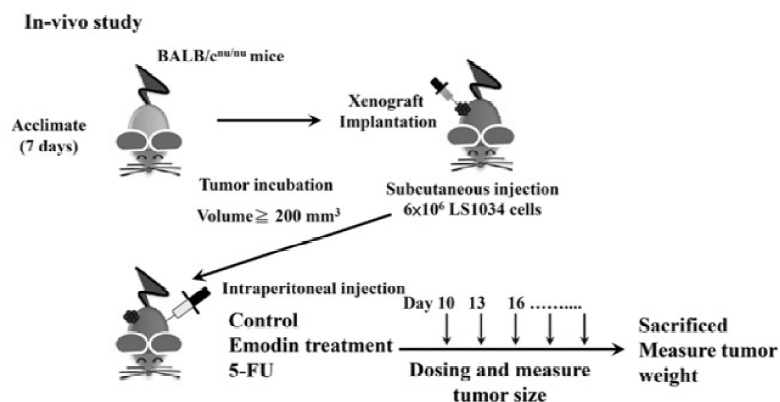 In-vivo study
BALB/cnu/nu mice
Acclimate
(7 days)
Xenograft
Implantation
Tumor incubation
Volume≧ 200 mm³
Subcutaneous injection
6×10⁶ LS1034 cells
Intraperitoneal injection
Control
Emodin treatment
5-FU
Day 10 13 16 ..........
Dosing and measure
tumor size
Sacrificed
Measure tumor
weight